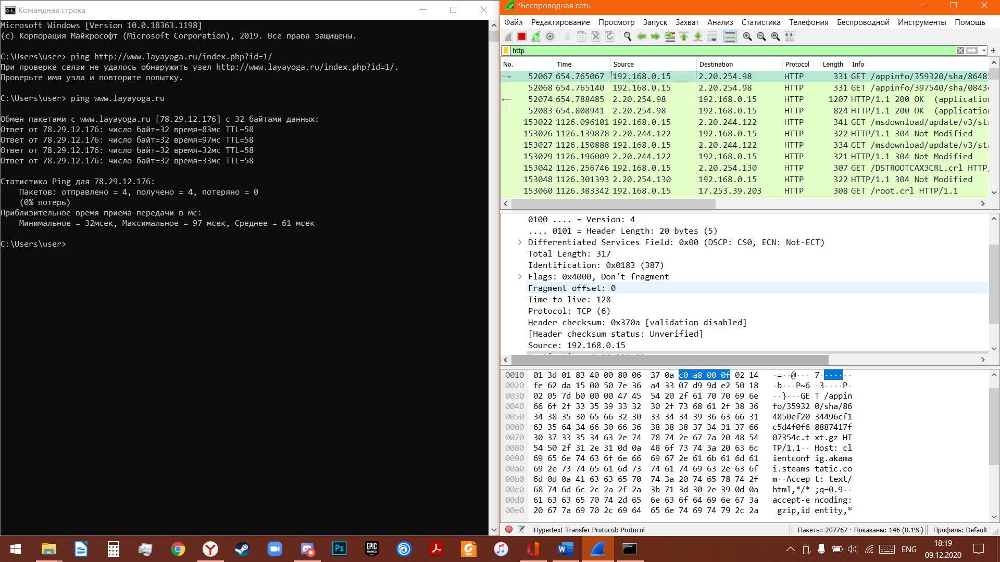 Командная строка
Microsoft Windows [Version 10.0.18363.1198]
(c) Корпорация Майкрософт (Microsoft Corporation), 2019. Все права защищены.
C:\Users\user> ping http://www.layayoga.ru/index.php?id=1/
При проверке связи не удалось обнаружить узел http://www.layayoga.ru/index.php?id=1/.
Проверьте имя узла и повторите попытку.
C:\Users\user> ping www.layayoga.ru
Обмен пакетами с www.layayoga.ru [78.29.12.176] с 32 байтами данных:
Ответ от 78.29.12.176: число байт=32 время=83мс TTL=58
Ответ от 78.29.12.176: число байт=32 время=97мс TTL=58
Ответ от 78.29.12.176: число байт=32 время=32мс TTL=58
Ответ от 78.29.12.176: число байт=32 время=33мс TTL=58
Статистика Ping для 78.29.12.176:
Пакетов: отправлено = 4, получено = 4, потеряно = 0
(0% потерь)
Приблизительное время приема-передачи в мс:
Минимальное = 32мсек, Максимальное = 97 мсек, Среднее = 61 мсек
C:\Users\user>
*Беспроводная сеть
Файл Редактирование Просмотр Запуск Захват Анализ Статистика Телефония Беспроводной Инструменты Помощь
http
No. Time Source Destination Protocol Length Info
52067 654.765067 192.168.0.15 2.20.254.98 HTTP 331 GET /appinfo/359320/sha/8648
52068 654.765140 192.168.0.15 2.20.254.98 HTTP 331 GET /appinfo/397540/sha/0843
52074 654.788485 2.20.254.98 192.168.0.15 HTTP 1207 HTTP/1.1 200 OK (applicatio
52083 654.808941 2.20.254.98 192.168.0.15 HTTP 824 HTTP/1.1 200 OK (applicatio
153022 1126.096101 192.168.0.15 2.20.244.122 HTTP 341 GET /msdownload/update/v3/st
153026 1126.139878 2.20.244.122 192.168.0.15 HTTP 322 HTTP/1.1 304 Not Modified
153027 1126.150888 192.168.0.15 2.20.244.122 HTTP 334 GET /msdownload/update/v3/st
153029 1126.196009 2.20.244.122 192.168.0.15 HTTP 321 HTTP/1.1 304 Not Modified
153042 1126.256746 192.168.0.15 2.20.254.130 HTTP 307 GET /DSTROOTCAX3CRL.crl HTTP
153048 1126.301393 2.20.254.130 192.168.0.15 HTTP 322 HTTP/1.1 304 Not Modified
153060 1126.383342 192.168.0.15 17.253.39.203 HTTP 308 GET /root.crl HTTP/1.1
0100 .... = Version: 4
.... 0101 = Header Length: 20 bytes (5)
Differentiated Services Field: 0x00 (DSCP: CS0, ECN: Not-ECT)
Total Length: 317
Identification: 0x0183 (387)
Flags: 0x4000, Don't fragment
Fragment offset: 0
Time to live: 128
Protocol: TCP (6)
Header checksum: 0x370a [validation disabled]
[Header checksum status: Unverified]
Source: 192.168.0.15
0010 01 3d 01 83 40 00 80 06 37 0a c0 a8 00 0f 02 14 ·=··@···7·······
0020 fe 62 da 15 00 50 7e 36 a4 33 07 d9 9d e2 50 18 ·b···P~6·3····P·
0030 02 05 7d b0 00 00 47 45 54 20 2f 61 70 70 69 6e ··}···GET /appin
0040 66 6f 2f 33 35 39 33 32 30 2f 73 68 61 2f 38 36 fo/35932 0/sha/86
0050 34 38 35 30 65 66 32 30 33 34 34 39 36 63 66 31 4850ef20 34496cf1
0060 63 35 64 34 66 30 66 36 38 38 38 37 34 31 37 66 c5d4f0f6 8887417f
0070 30 37 33 35 34 63 2e 74 78 74 2e 67 7a 20 48 54 07354c.t xt.gz HT
0080 54 50 2f 31 2e 31 0d 0a 48 6f 73 74 3a 20 63 6c TP/1.1·· Host: cl
0090 69 65 6e 74 63 6f 6e 66 69 67 2e 61 6b 61 6d 61 ientconf ig.akama
00a0 69 2e 73 74 65 61 6d 73 74 61 74 69 63 2e 63 6f i.steams tatic.co
00b0 6d 0d 0a 41 63 63 65 70 74 3a 20 74 65 78 74 2f m··Accep t: text/
00c0 68 74 6d 6c 2c 2a 2f 2a 3b 71 3d 30 2e 39 0d 0a html,*/* ;q=0.9··
00d0 61 63 63 65 70 74 2d 65 6e 63 6f 64 69 6e 67 3a accept-e ncoding:
00e0 20 67 7a 69 70 2c 69 64 65 6e 74 69 74 79 2c 2a gzip,id entity,*
Hypertext Transfer Protocol: Protocol
Пакеты: 207767 · Показаны: 146 (0.1%)
Профиль: Default
ENG
18:19
09.12.2020